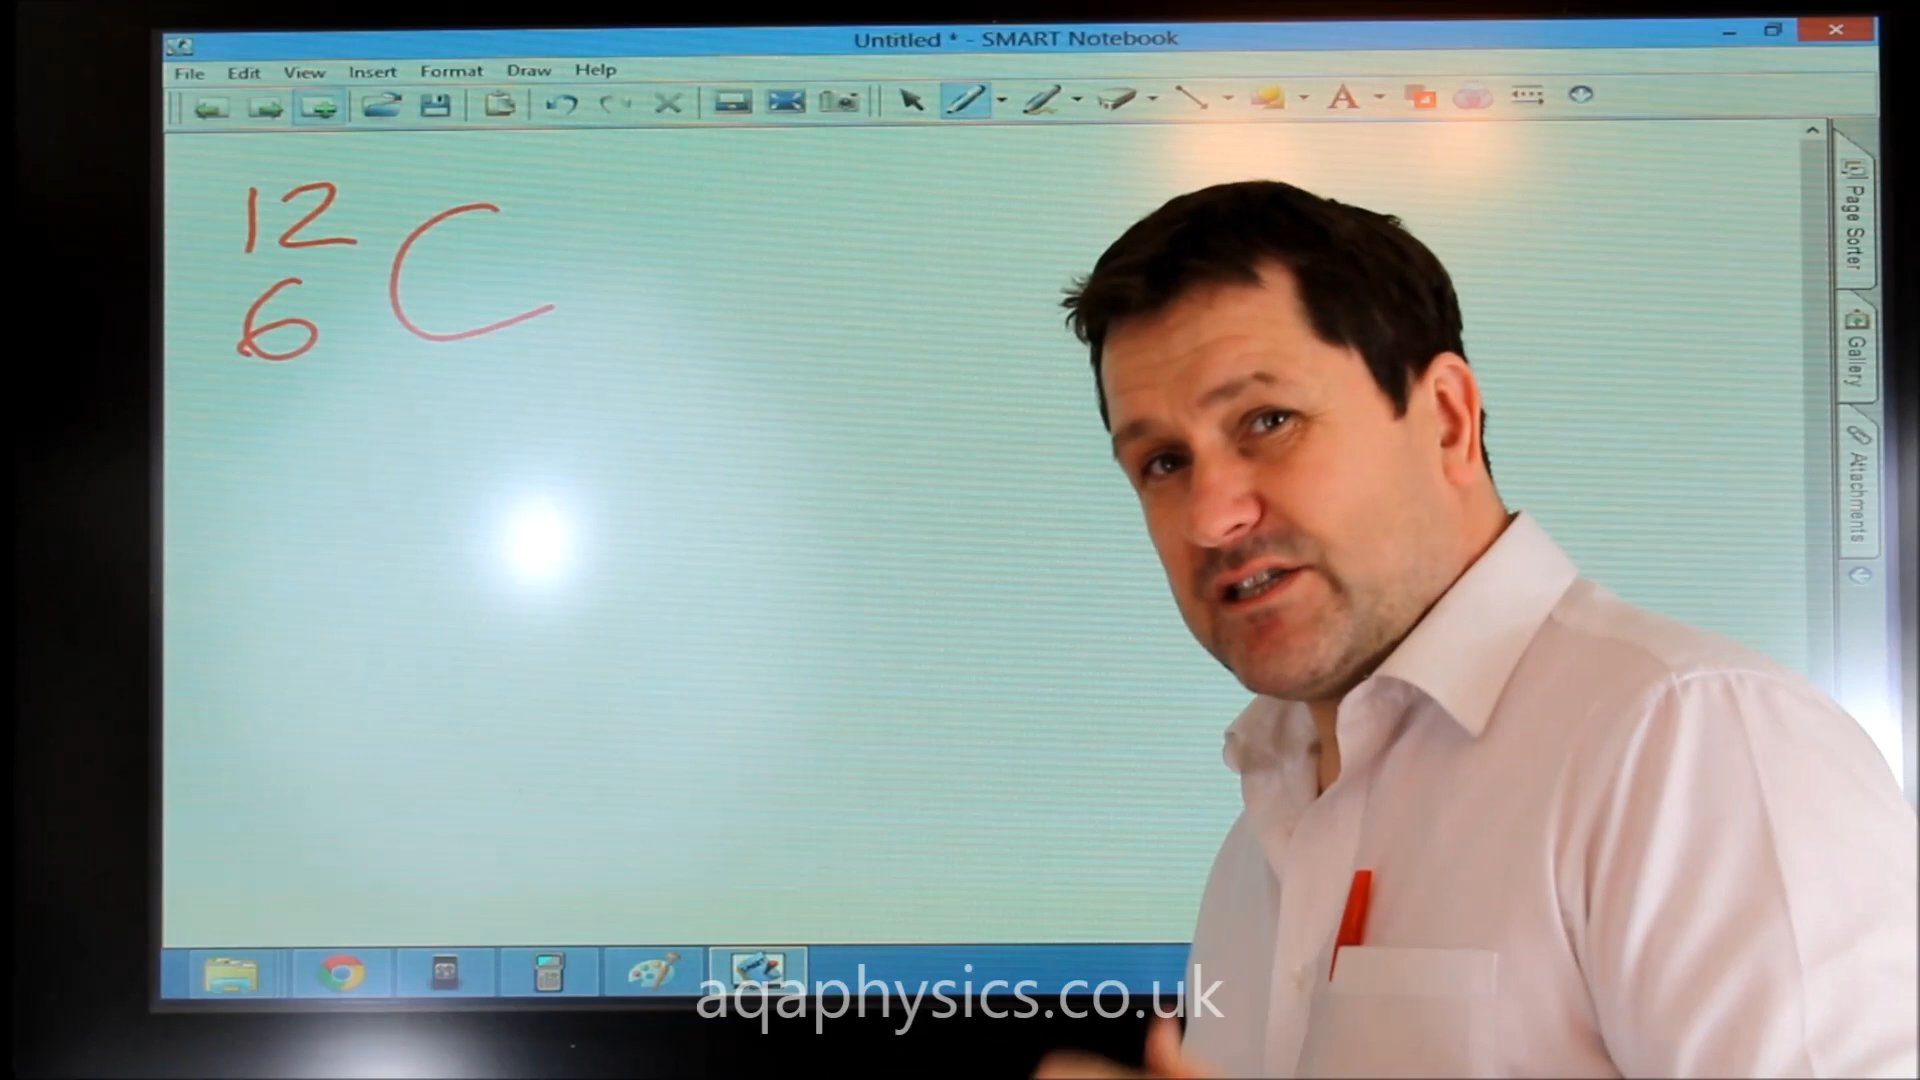 Untitled * - SMART Notebook
File Edit View Insert Format Draw Help
12
6 C
Page Sorter
Gallery
Attachments
aqaphysics.co.uk